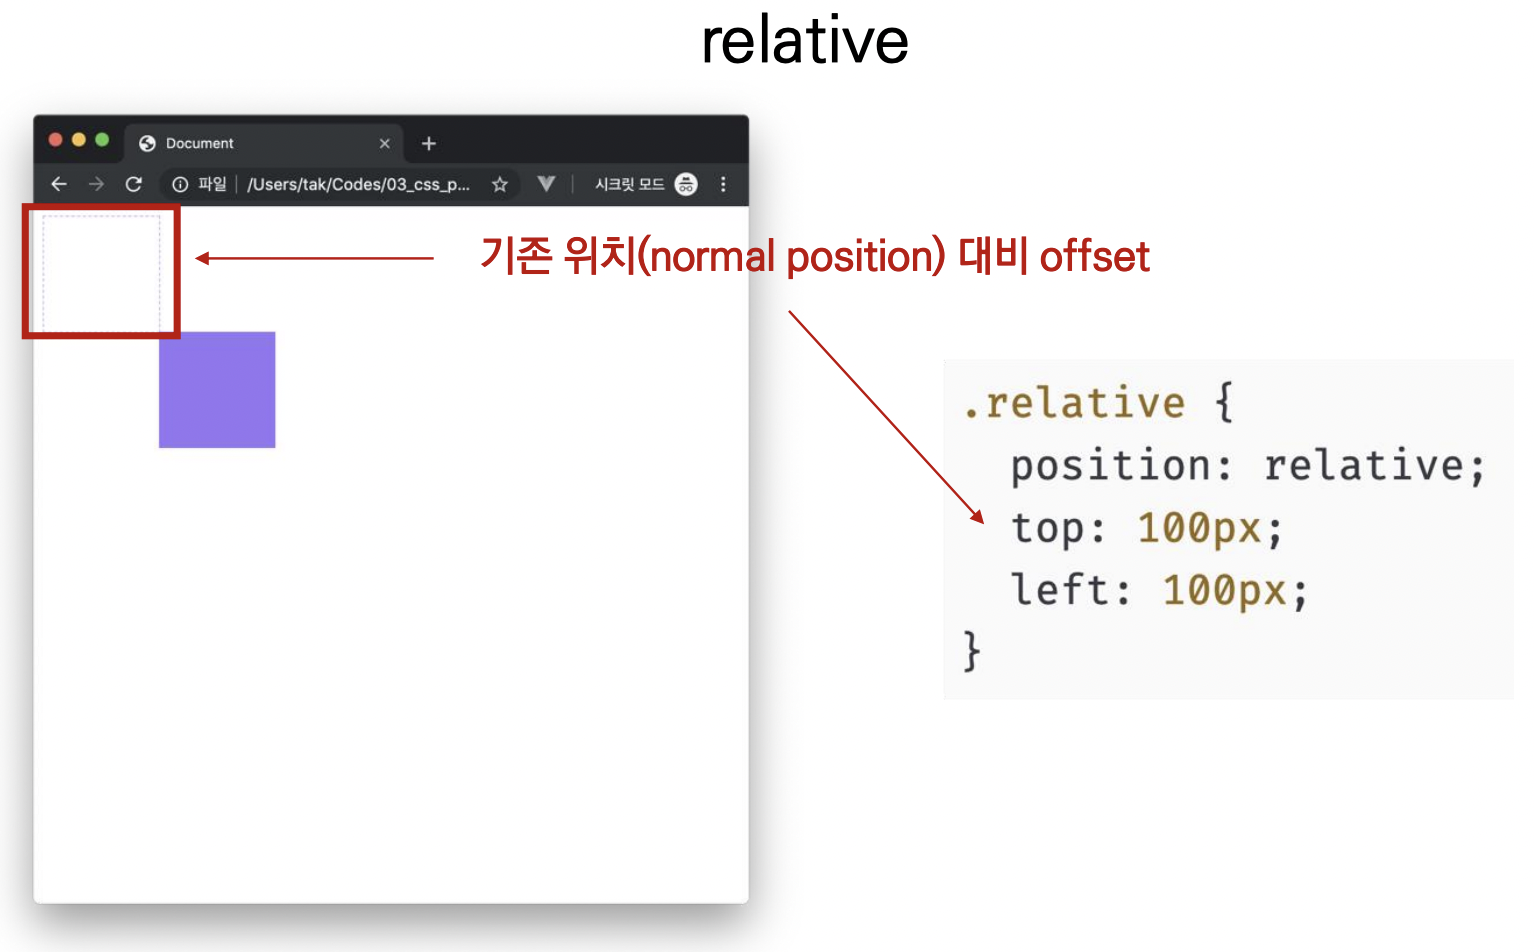 relative
Document
파일 /Users/tak/Codes/03_css_p... 시크릿 모드
기존 위치(normal position) 대비 offset
.relative {
position: relative;
top: 100px;
left: 100px;
}